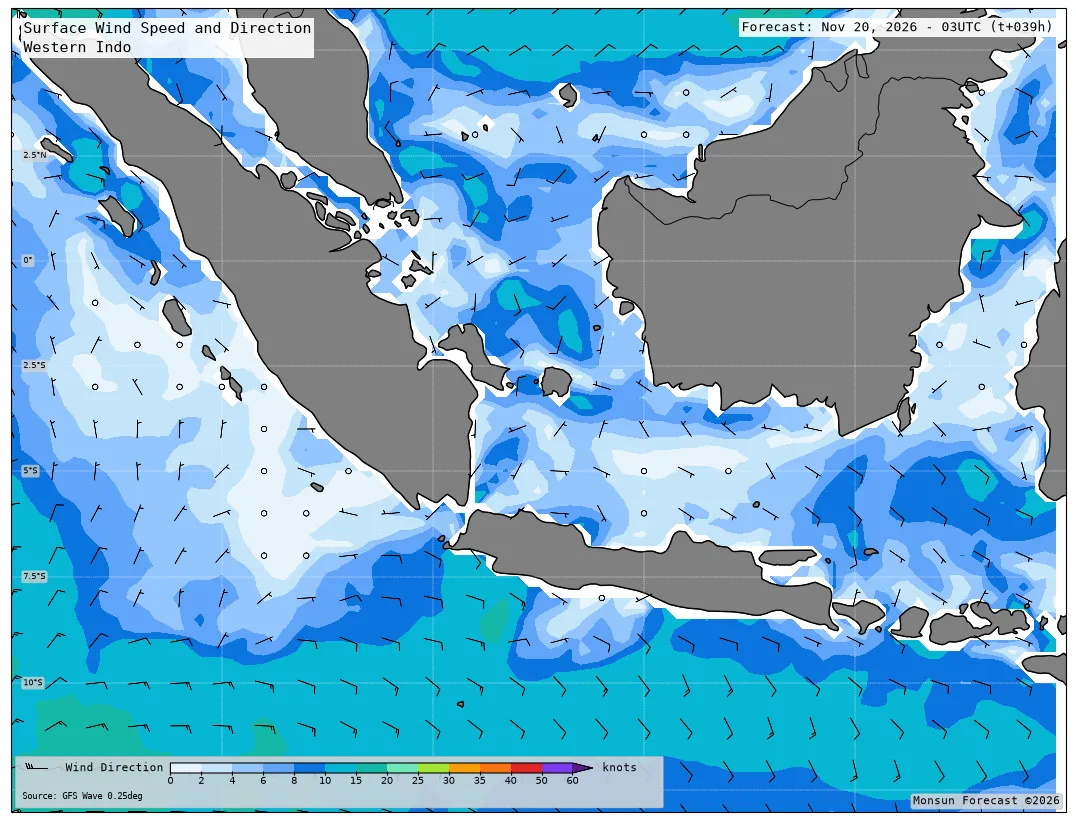 Surface Wind Speed and Direction
Western Indo
Forecast: Nov 20, 2026 - 03UTC (t+039h)
2.5°N
0°
2.5°S
5°S
7.5°S
10°S
Wind Direction
0 2 4 6 8 10 15 20 25 30 35 40 50 60
knots
Source: GFS Wave 0.25deg
Monsun Forecast ©2026